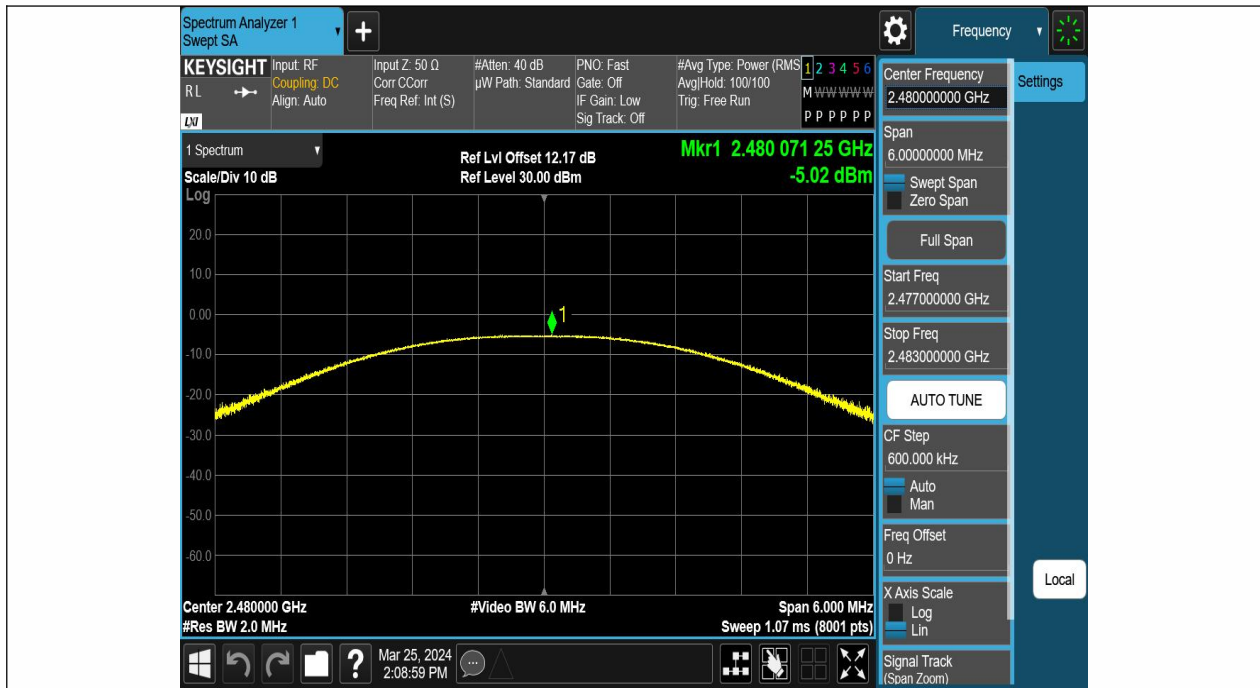 Spectrum Analyzer 1
Swept SA
+
Frequency
KEYSIGHT
R L
LXI
Input: RF
Coupling: DC
Align: Auto
Input Z: 50 Ω
Corr CCorr
Freq Ref: Int (S)
#Atten: 40 dB
µW Path: Standard
PNO: Fast
Gate: Off
IF Gain: Low
Sig Track: Off
#Avg Type: Power (RMS
Avg|Hold: 100/100
Trig: Free Run
1 2 3 4 5 6
M W W W W W
P P P P P P
1 Spectrum
Scale/Div 10 dB
Log
Ref Lvl Offset 12.17 dB
Ref Level 30.00 dBm
Mkr1 2.480 071 25 GHz
-5.02 dBm
20.0
10.0
0.00
-10.0
-20.0
-30.0
-40.0
-50.0
-60.0
1
Center 2.480000 GHz
#Res BW 2.0 MHz
#Video BW 6.0 MHz
Span 6.000 MHz
Sweep 1.07 ms (8001 pts)
?
Mar 25, 2024
2:08:59 PM
Center Frequency
2.480000000 GHz
Settings
Span
6.00000000 MHz
Swept Span
Zero Span
Full Span
Start Freq
2.477000000 GHz
Stop Freq
2.483000000 GHz
AUTO TUNE
CF Step
600.000 kHz
Auto
Man
Freq Offset
0 Hz
X Axis Scale
Log
Lin
Local
Signal Track
(Span Zoom)